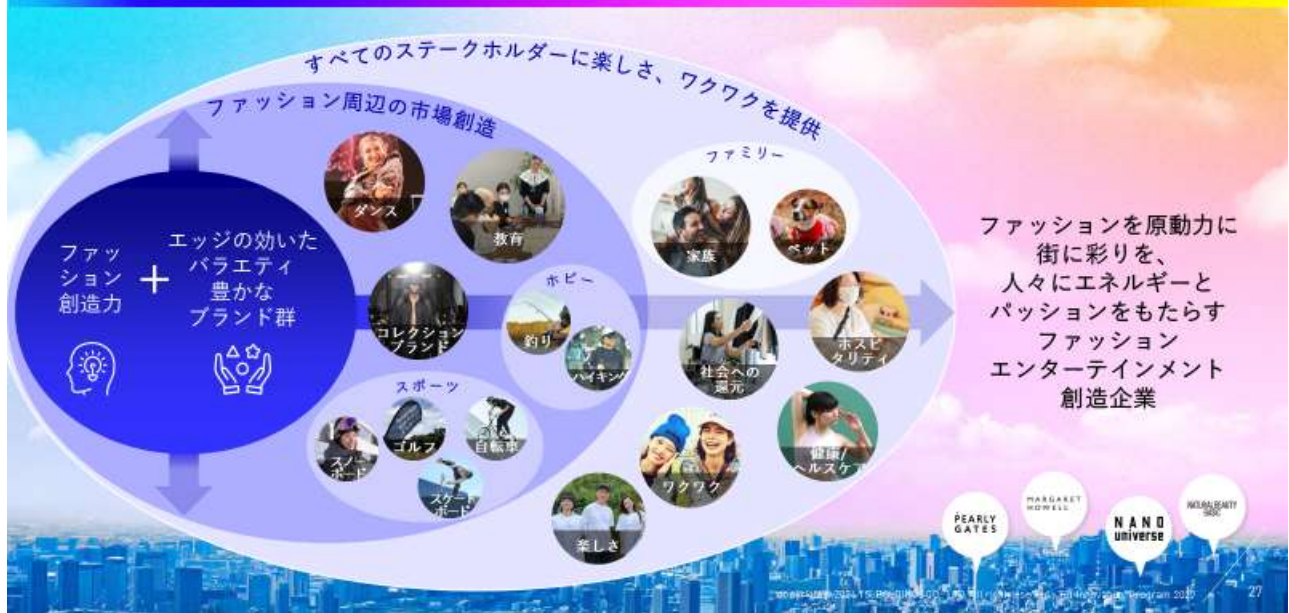 すべてのステークホルダーに楽しさ、ワクワクを提供
ファッション周辺の市場創造
ファッ
ション
創造力
+
エッジの効いた
バラエティ
豊かな
ブランド群
ダンス
教育
コレクション
ブランド
ホビー
釣り
ハイキング
スポーツ
スノー
ボード
ゴルフ
自転車
スケート
ボード
ファミリー
家族
ペット
社会への
還元
ホスピ
タリティ
ワクワク
健康/
ヘルスケア
楽しさ
ファッションを原動力に
街に彩りを、
人々にエネルギーと
パッションをもたらす
ファッション
エンターテインメント
創造企業
PEARLY
GATES
MARGARET
HOWELL
NANO
universe
NATURAL BEAUTY
BASIC
27